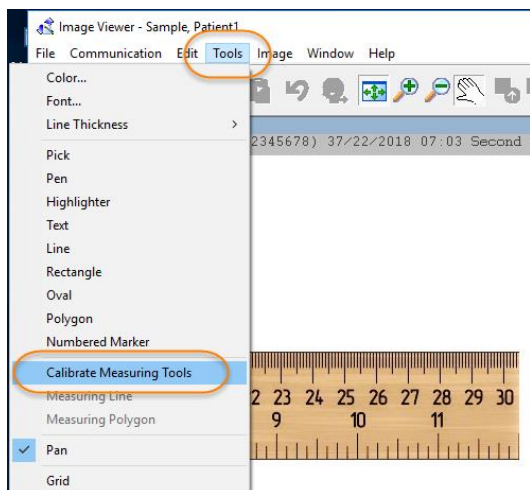 Image Viewer - Sample, Patient1
File Communication Edit Tools Image Window Help
Color...
Font...
Line Thickness
2345678) 37/22/2018 07:03 Second
Pick
Pen
Highlighter
Text
Line
Rectangle
Oval
Polygon
Numbered Marker
Calibrate Measuring Tools
Measuring Line
2 23 24 25 26 27 28 29 30
Measuring Polygon
9 10 11
Pan
Grid